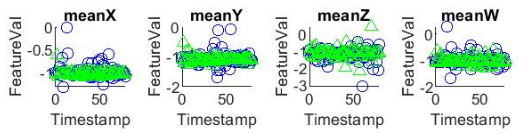 meanX
meanY
meanZ
meanW
FeatureVal
0
-0.5
-1
0
50
Timestamp
FeatureVal
0
-1
-2
0
50
Timestamp
FeatureVal
0
-1
-2
-3
0
50
Timestamp
FeatureVal
0
-1
-2
0
50
Timestamp